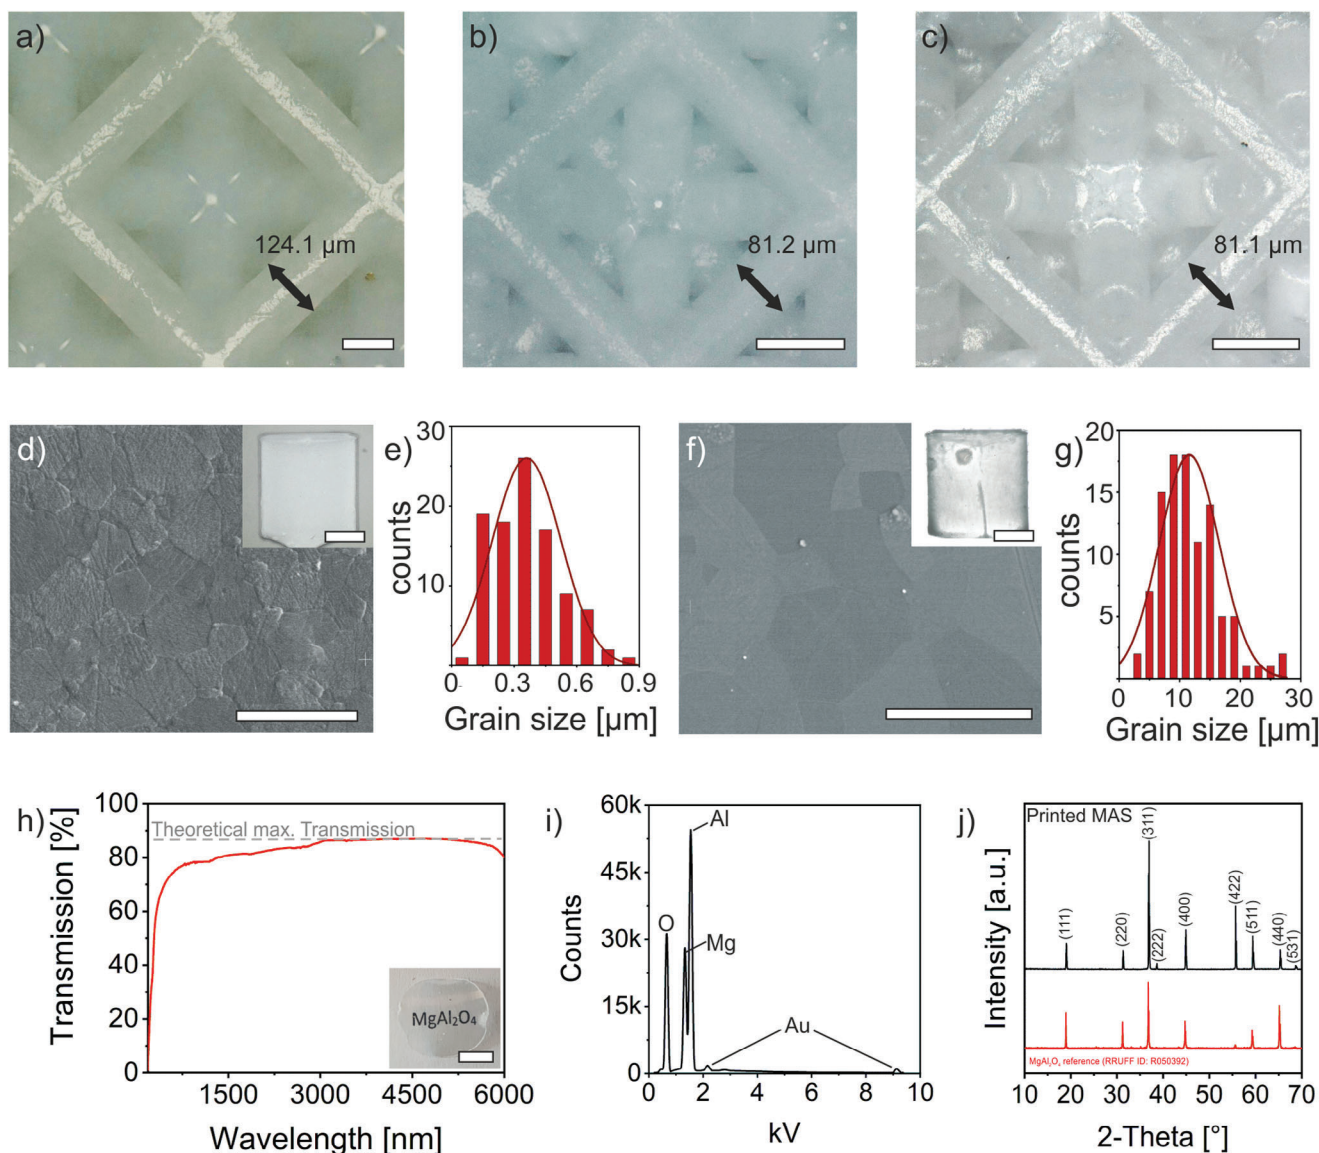 a)
124.1 µm
b)
81.2 µm
c)
81.1 µm
d)
e)
30
20
10
counts
0
0.3
0.6
0.9
Grain size [µm]
f)
g)
20
15
10
5
counts
0
10
20
30
Grain size [µm]
h)
100
80
60
40
20
0
Transmission [%]
Theoretical max. Transmission
MgAl₂O₄
1500
3000
4500
6000
Wavelength [nm]
i)
60k
45k
30k
15k
0
Counts
O
Al
Mg
Au
0
2
4
6
8
10
kV
j)
Printed MAS
Intensity [a.u.]
(111)
(220)
(311)
(222)
(400)
(422)
(511)
(440)
(531)
MgAl₂O₄ reference (RRUFF ID: R050392)
10
20
30
40
50
60
70
2-Theta [°]